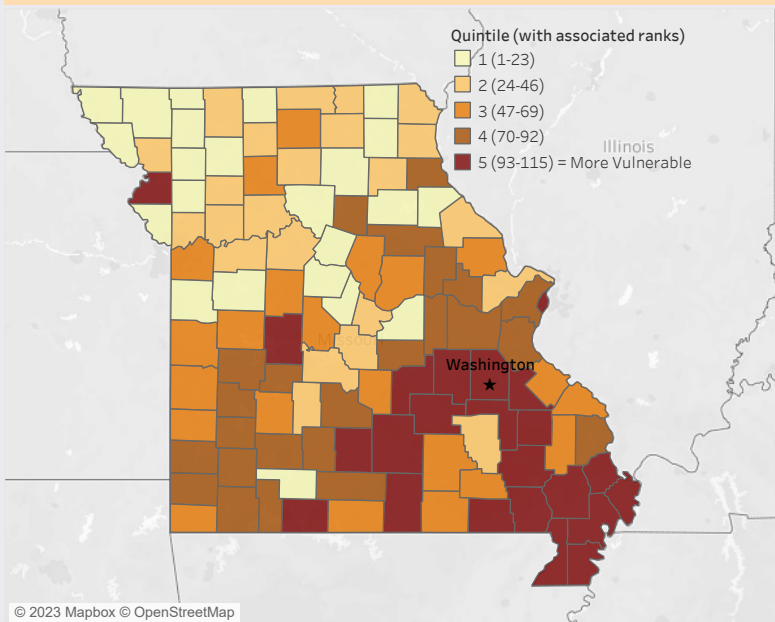 Quintile (with associated ranks)
1 (1-23)
2 (24-46)
3 (47-69)
4 (70-92)
5 (93-115) = More Vulnerable
Illinois
Missouri
Washington
★
© 2023 Mapbox © OpenStreetMap